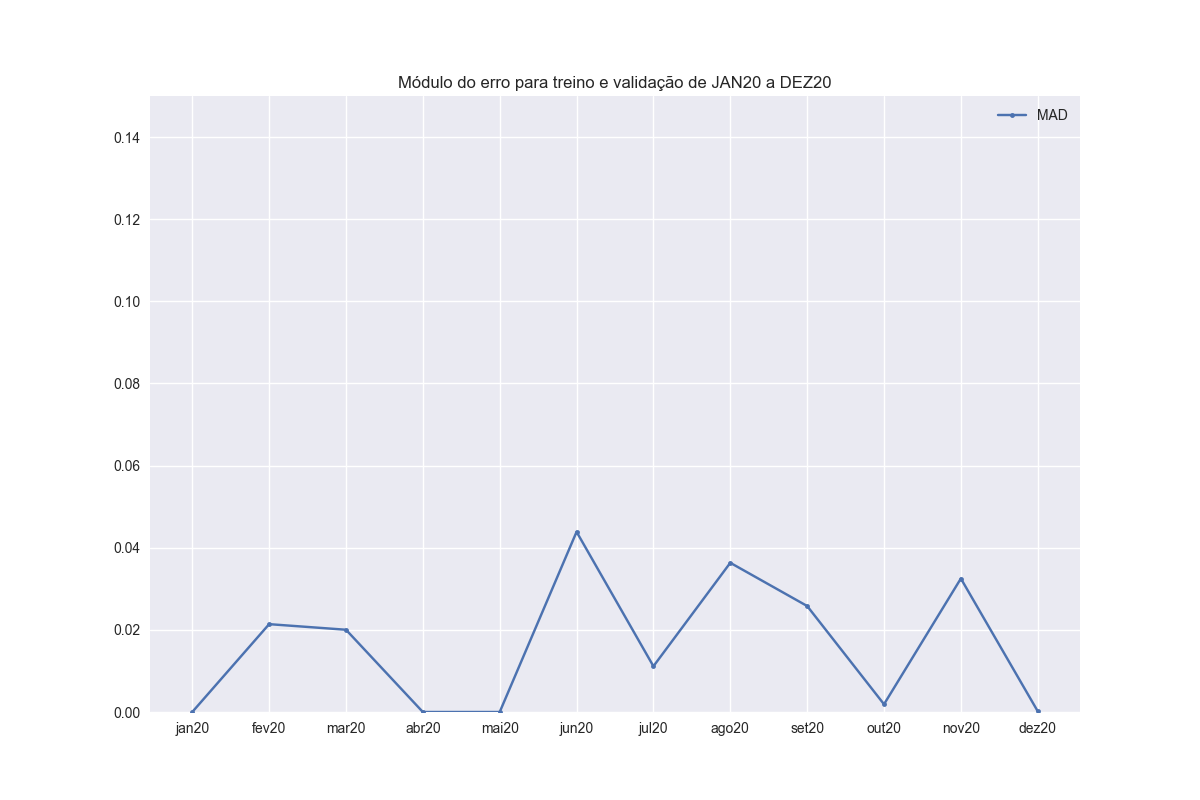 Módulo do erro para treino e validação de JAN20 a DEZ20
MAD
0.14
0.12
0.10
0.08
0.06
0.04
0.02
0.00
jan20 fev20 mar20 abr20 mai20 jun20 jul20 ago20 set20 out20 nov20 dez20